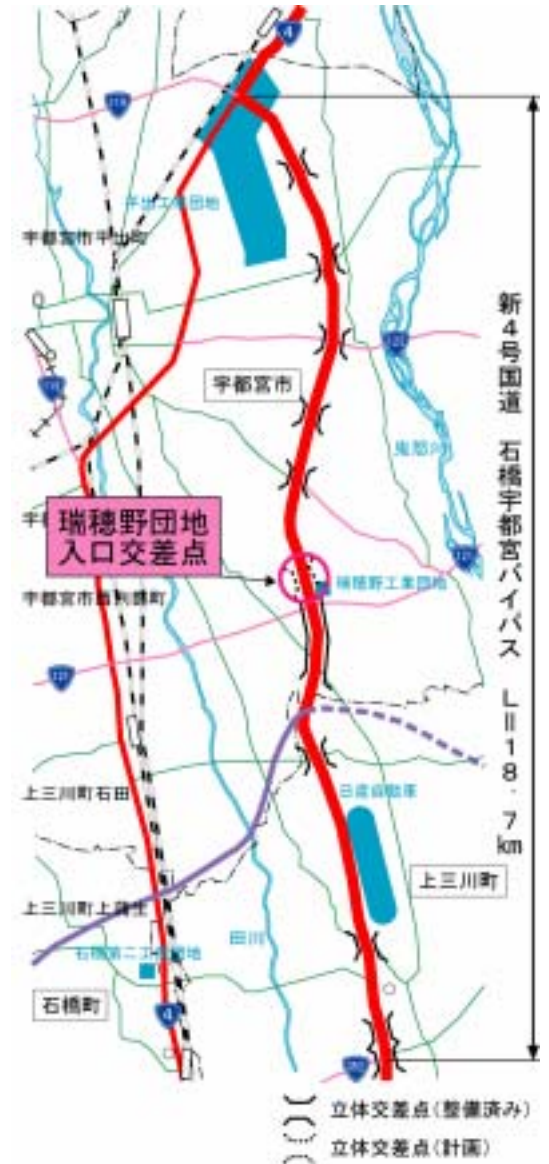 4
平出工業団地
宇都宮市平出町
宇都宮市
鬼怒川
瑞穂野団地
入口交差点
瑞穂野工業団地
新4号国道 石橋宇都宮バイパス L=18.7km
上三川町石田
日産自動車
上三川町
上三川町上蒲生
田川
石橋第二工業団地
石橋町
4
立体交差点(整備済み)
立体交差点(計画)